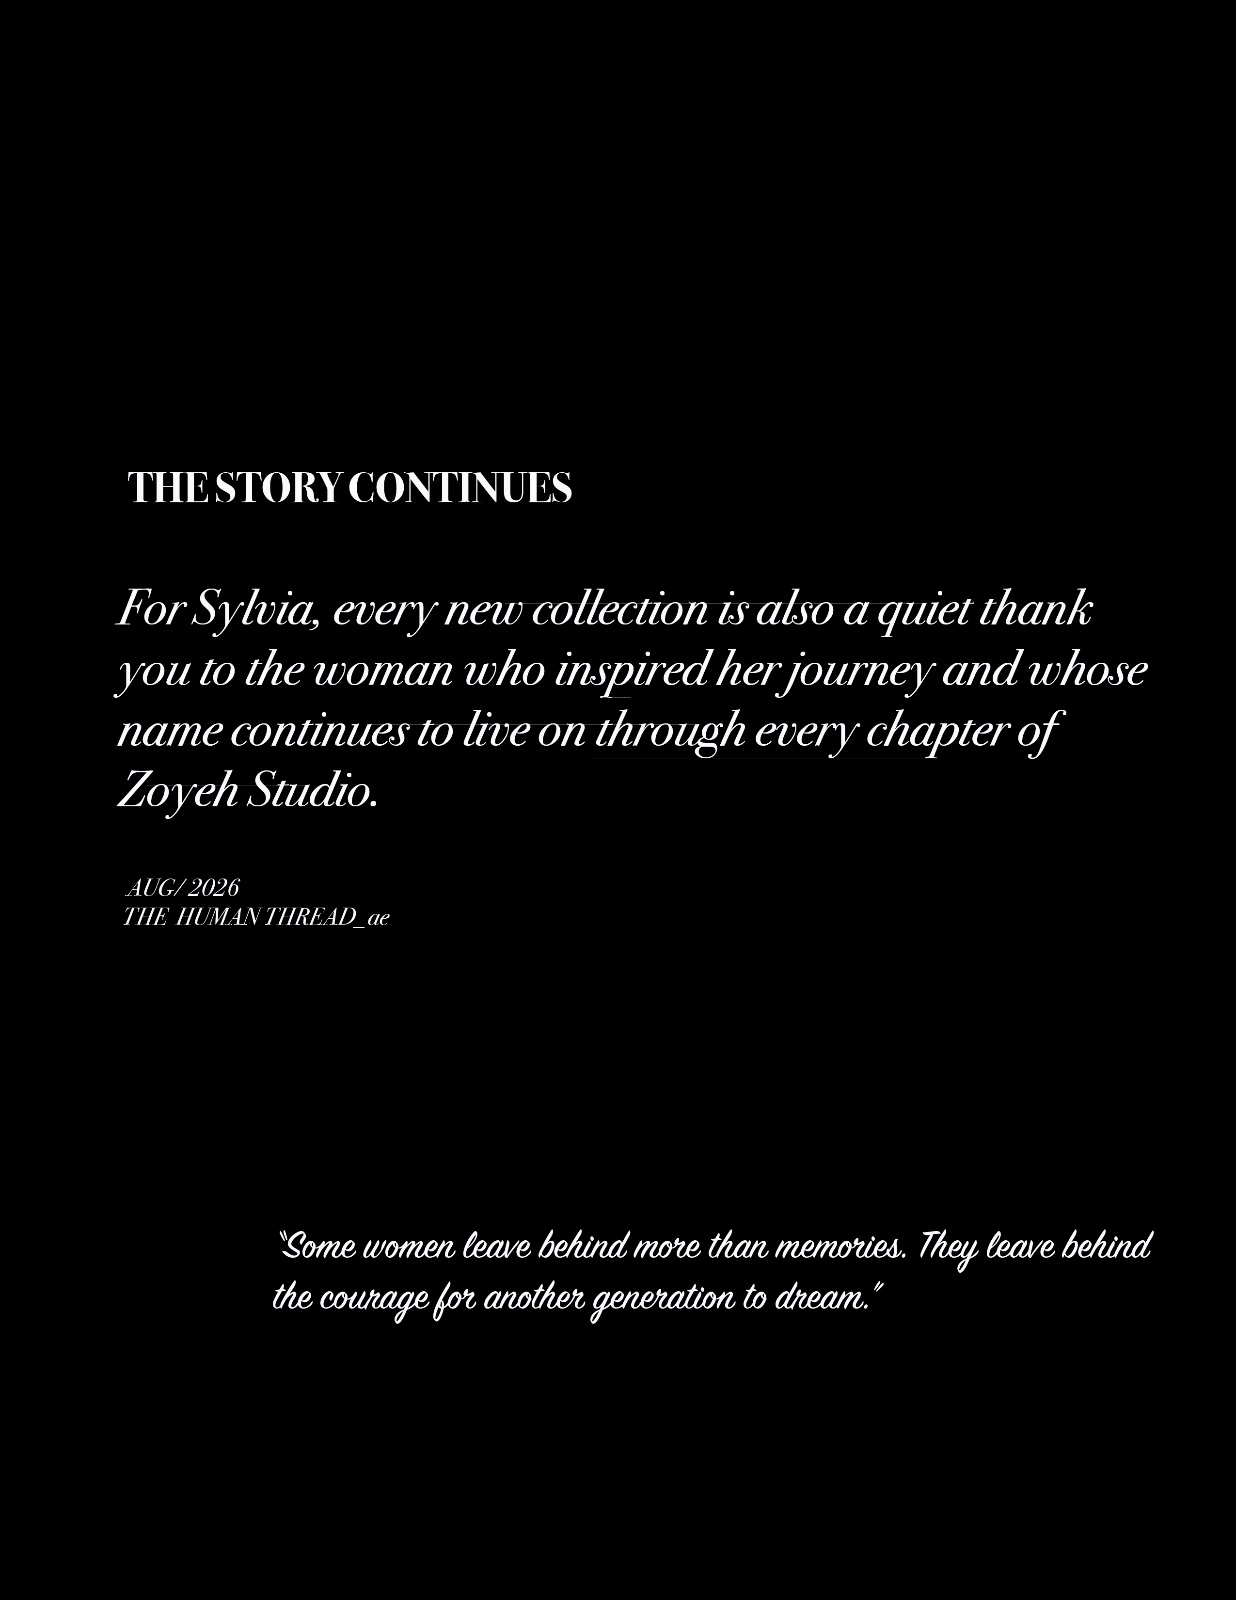 THE STORY CONTINUES
For Sylvia, every new collection is also a quiet thank
you to the woman who inspired her journey and whose
name continues to live on through every chapter of
Zoyeh Studio.
AUG/ 2026
THE HUMAN THREAD_ae
"Some women leave behind more than memories. They leave behind
the courage for another generation to dream."